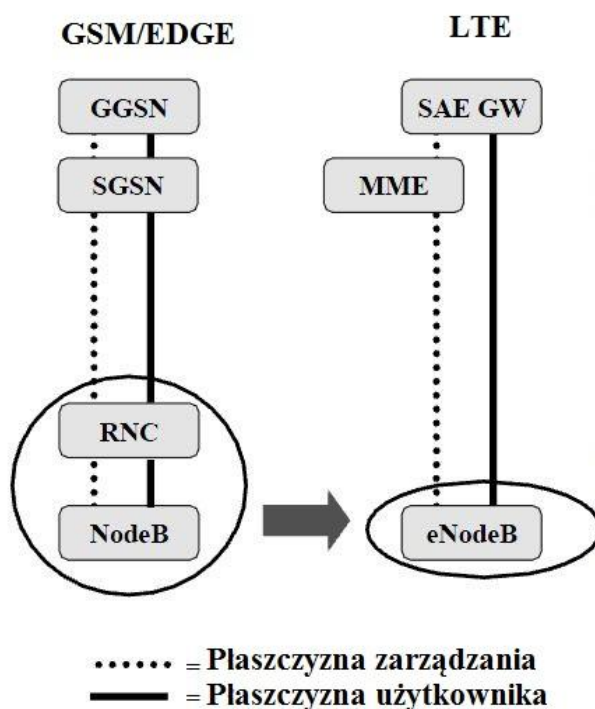 GSM/EDGE
LTE
GGSN
SAE GW
SGSN
MME
RNC
NodeB
eNodeB
= Płaszczyzna zarządzania
= Płaszczyzna użytkownika